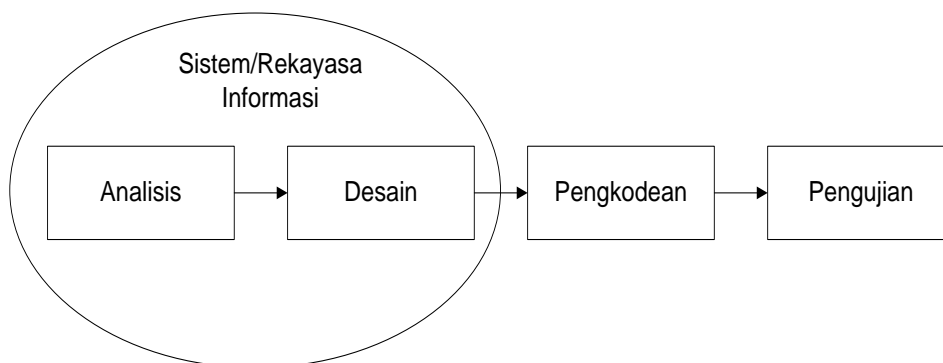 Sistem/Rekayasa
Informasi
Analisis
Desain
Pengkodean
Pengujian